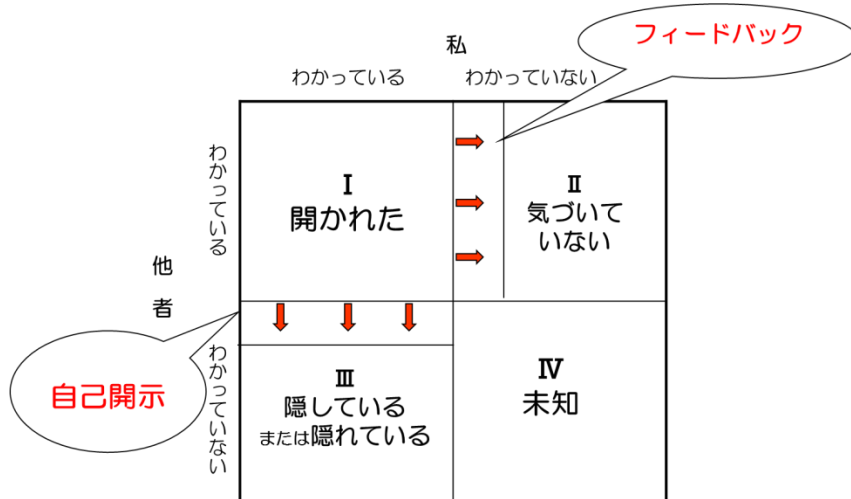 私
フィードバック
わかっている
わかっていない
わかっている
Ⅰ
開かれた
Ⅱ
気づいて
いない
他者
自己開示
わかっていない
Ⅲ
隠している
または隠れている
Ⅳ
未知